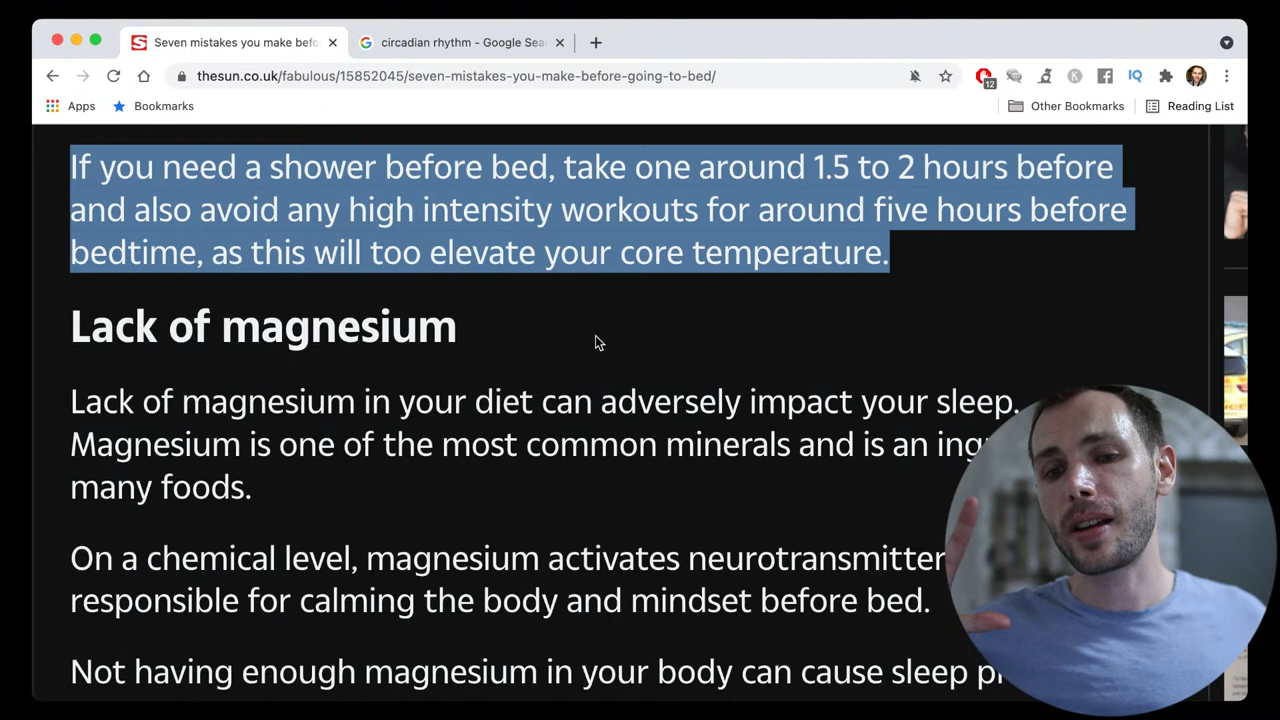 Seven mistakes you make befo
circadian rhythm - Google Sea
thesun.co.uk/fabulous/15852045/seven-mistakes-you-make-before-going-to-bed/
12
K
IQ
Apps
Bookmarks
Other Bookmarks
Reading List
If you need a shower before bed, take one around 1.5 to 2 hours before
and also avoid any high intensity workouts for around five hours before
bedtime, as this will too elevate your core temperature.
Lack of magnesium
Lack of magnesium in your diet can adversely impact your sleep.
Magnesium is one of the most common minerals and is an ing
many foods.
On a chemical level, magnesium activates neurotransmitter
responsible for calming the body and mindset before bed.
Not having enough magnesium in your body can cause sleep pr